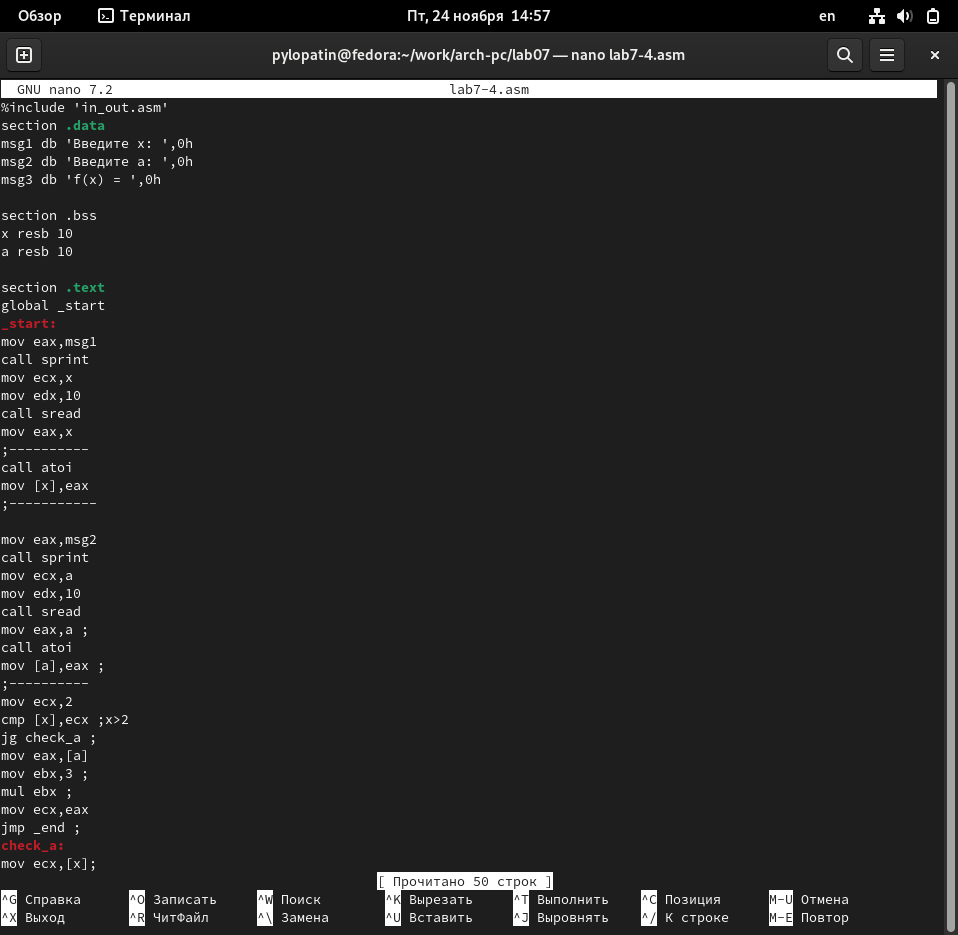 Обзор Терминал Пт, 24 ноября 14:57 en
pylopatin@fedora:~/work/arch-pc/lab07 — nano lab7-4.asm
GNU nano 7.2 lab7-4.asm
%include 'in_out.asm'
section .data
msg1 db 'Введите x: ',0h
msg2 db 'Введите a: ',0h
msg3 db 'f(x) = ',0h
section .bss
x resb 10
a resb 10
section .text
global _start
_start:
mov eax,msg1
call sprint
mov ecx,x
mov edx,10
call sread
mov eax,x
;----------
call atoi
mov [x],eax
;-----------
mov eax,msg2
call sprint
mov ecx,a
mov edx,10
call sread
mov eax,a ;
call atoi
mov [a],eax ;
;----------
mov ecx,2
cmp [x],ecx ;x>2
jg check_a ;
mov eax,[a]
mov ebx,3 ;
mul ebx ;
mov ecx,eax
jmp _end ;
check_a:
mov ecx,[x];
[ Прочитано 50 строк ]
^G Справка ^O Записать ^W Поиск ^K Вырезать ^T Выполнить ^C Позиция M-U Отмена
^X Выход ^R ЧитФайл ^\ Замена ^U Вставить ^J Выровнять ^/ К строке M-E Повтор